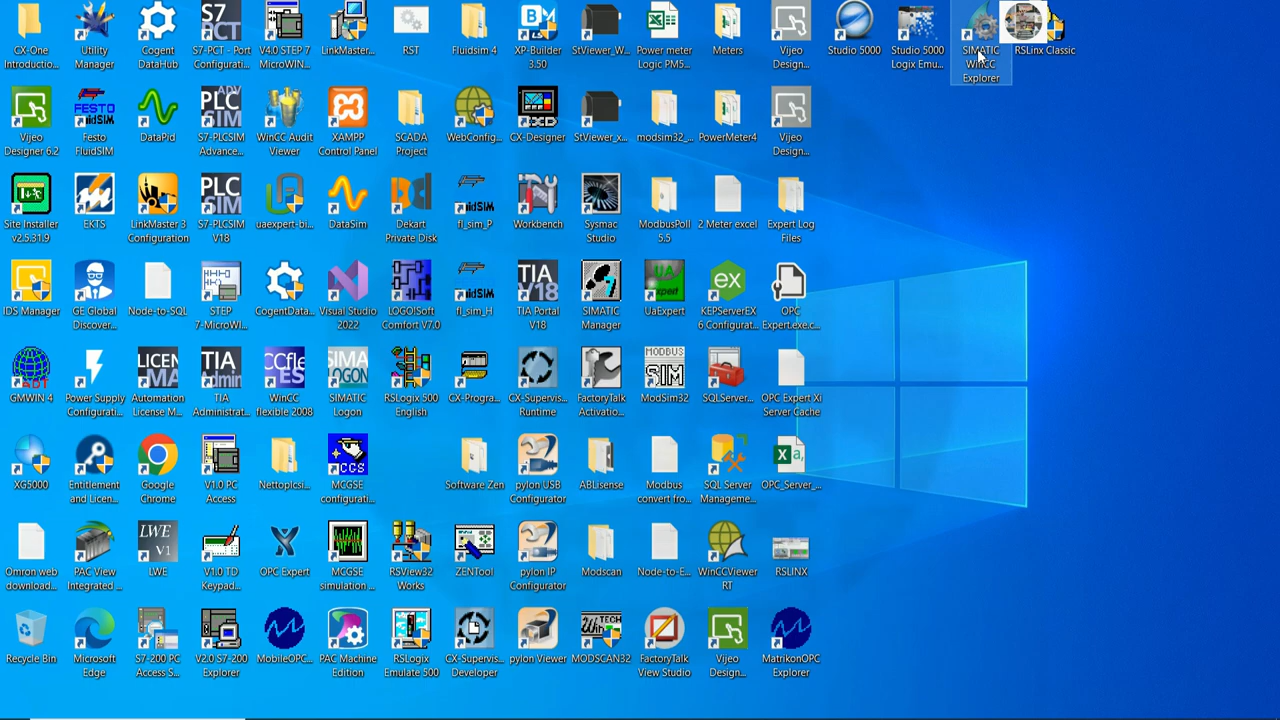 CX-One
Introductio...
Utility
Manager
Cogent
DataHub
S7-PCT - Port
Configurati...
V4.0 STEP 7
MicroWIN...
LinkMaster...
RST
Fluidsim 4
XP-Builder
3.50
StViewer_W...
Power meter
Logic PM5...
Meters
Vijeo
Design...
Studio 5000
Studio 5000
Logix Emu...
SIMATIC
WinCC
Explorer
RSLinx Classic
Vijeo
Designer 6.2
Festo
FluidSIM
DataPid
S7-PLCSIM
Advance...
WinCC Audit
Viewer
XAMPP
Control Panel
SCADA
Project
WebConfig...
CX-Designer
StViewer_x...
modsim32_...
PowerMeter4
Vijeo
Design...
Site Installer
v2.5.31.9
EKTS
LinkMaster 3
Configuration
S7-PLCSIM
V18
uaexpert-bi...
DataSim
Dekart
Private Disk
fl_sim_P
Workbench
Sysmac
Studio
ModbusPoll
5.5
2 Meter excel
Expert Log
Files
IDS Manager
GE Global
Discover...
Node-to-SQL
STEP
7-MicroWI...
CogentData...
Visual Studio
2022
LOGO!Soft
Comfort V7.0
fl_sim_H
TIA Portal
V18
SIMATIC
Manager
UaExpert
KEPServerEX
6 Configurat...
OPC
Expert.exe.c...
GMWIN 4
Power Supply
Configurati...
Automation
License M...
TIA
Administrat...
WinCC
flexible 2008
SIMATIC
Logon
RSLogix 500
English
CX-Progra...
CX-Supervis...
Runtime
FactoryTalk
Activatio...
ModSim32
SQLServer...
OPC Expert Xi
Server Cache
XG5000
Entitlement
and Licen...
Google
Chrome
V1.0 PC
Access
Nettoplcsi...
MCGSE
configurati...
Software Zen
pylon USB
Configurator
ABLisense
Modbus
convert fro...
SQL Server
Manageme...
OPC_Server_...
Omron web
download...
PAC View
Integrated ...
LWE
V1.0 TD
Keypad...
OPC Expert
MCGSE
simulation ...
RSView32
Works
ZENTool
pylon IP
Configurator
Modscan
Node-to-E...
WinCCViewer
RT
RSLINX
Recycle Bin
Microsoft
Edge
S7-200 PC
Access S...
V2.0 S7-200
Explorer
MobileOPC...
PAC Machine
Edition
RSLogix
Emulate 500
CX-Supervis...
Developer
pylon Viewer
MODSCAN32
FactoryTalk
View Studio
Vijeo
Design...
MatrikonOPC
Explorer